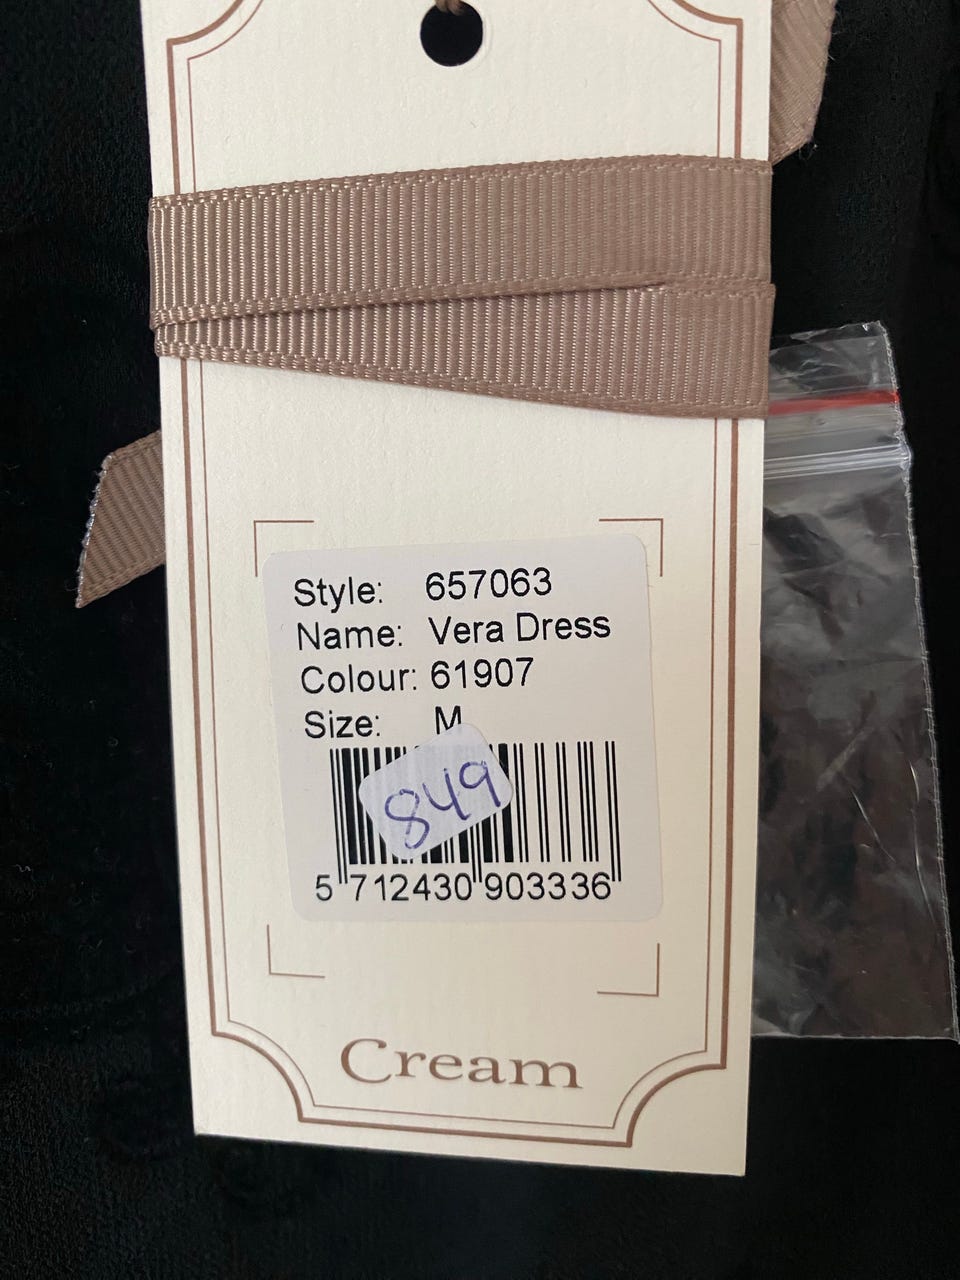 Style: 657063
Name: Vera Dress
Colour: 61907
Size: M
849
5 712430 903336
Cream